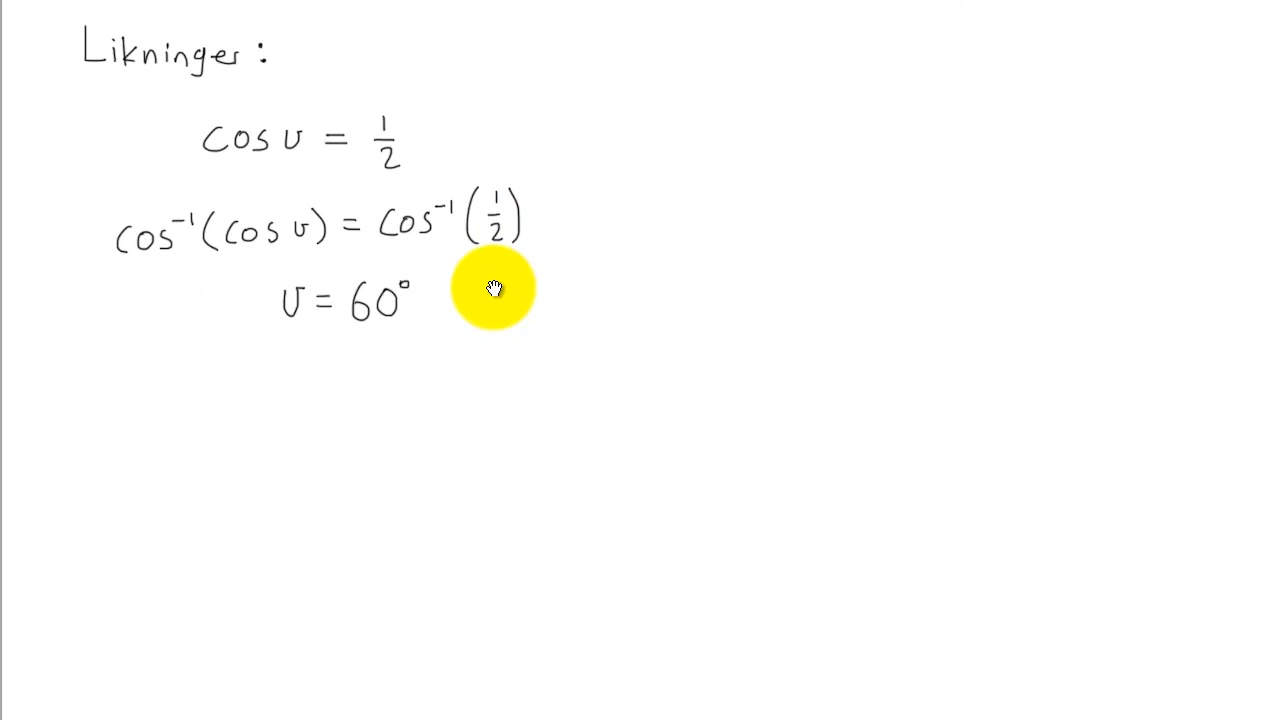 Likninger:
cos v = 1/2
cos⁻¹(cos v) = cos⁻¹(1/2)
v = 60°